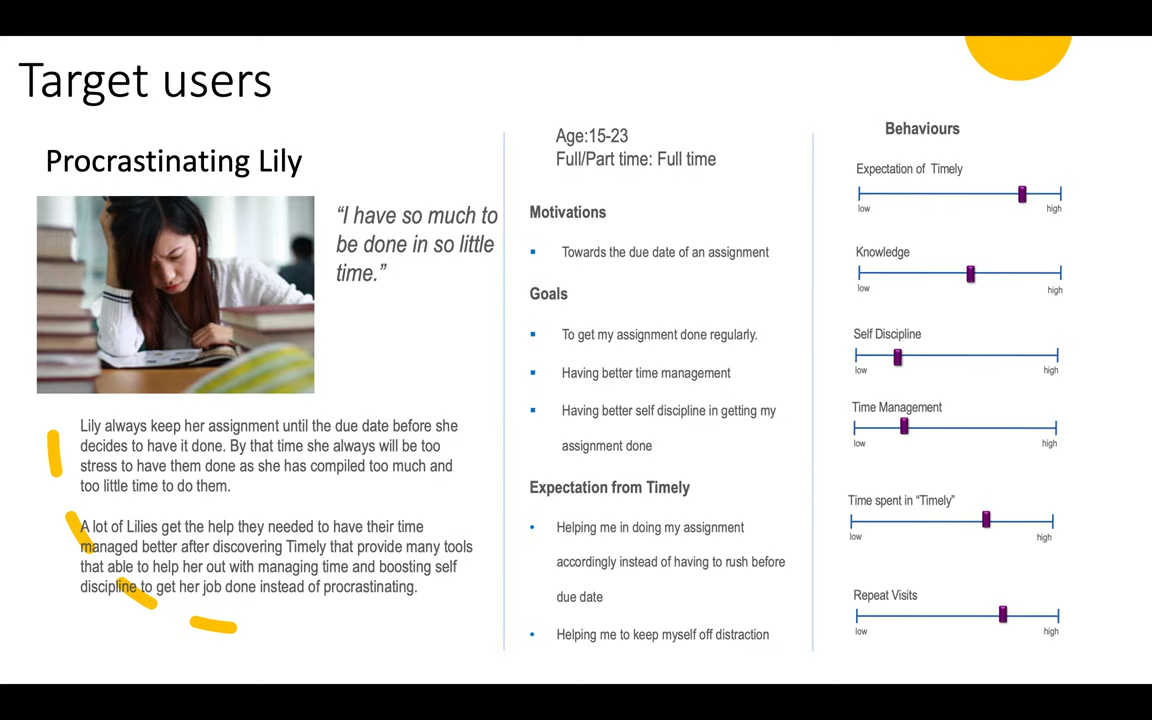 Target users
Procrastinating Lily
“I have so much to
be done in so little
time.”
Lily always keep her assignment until the due date before she
decides to have it done. By that time she always will be too
stress to have them done as she has compiled too much and
too little time to do them.
A lot of Lilies get the help they needed to have their time
managed better after discovering Timely that provide many tools
that able to help her out with managing time and boosting self
discipline to get her job done instead of procrastinating.
Age:15-23
Full/Part time: Full time
Motivations
Towards the due date of an assignment
Goals
To get my assignment done regularly.
Having better time management
Having better self discipline in getting my
assignment done
Expectation from Timely
Helping me in doing my assignment
accordingly instead of having to rush before
due date
Helping me to keep myself off distraction
Behaviours
Expectation of Timely
low high
Knowledge
low high
Self Discipline
low high
Time Management
low high
Time spent in “Timely”
low high
Repeat Visits
low high